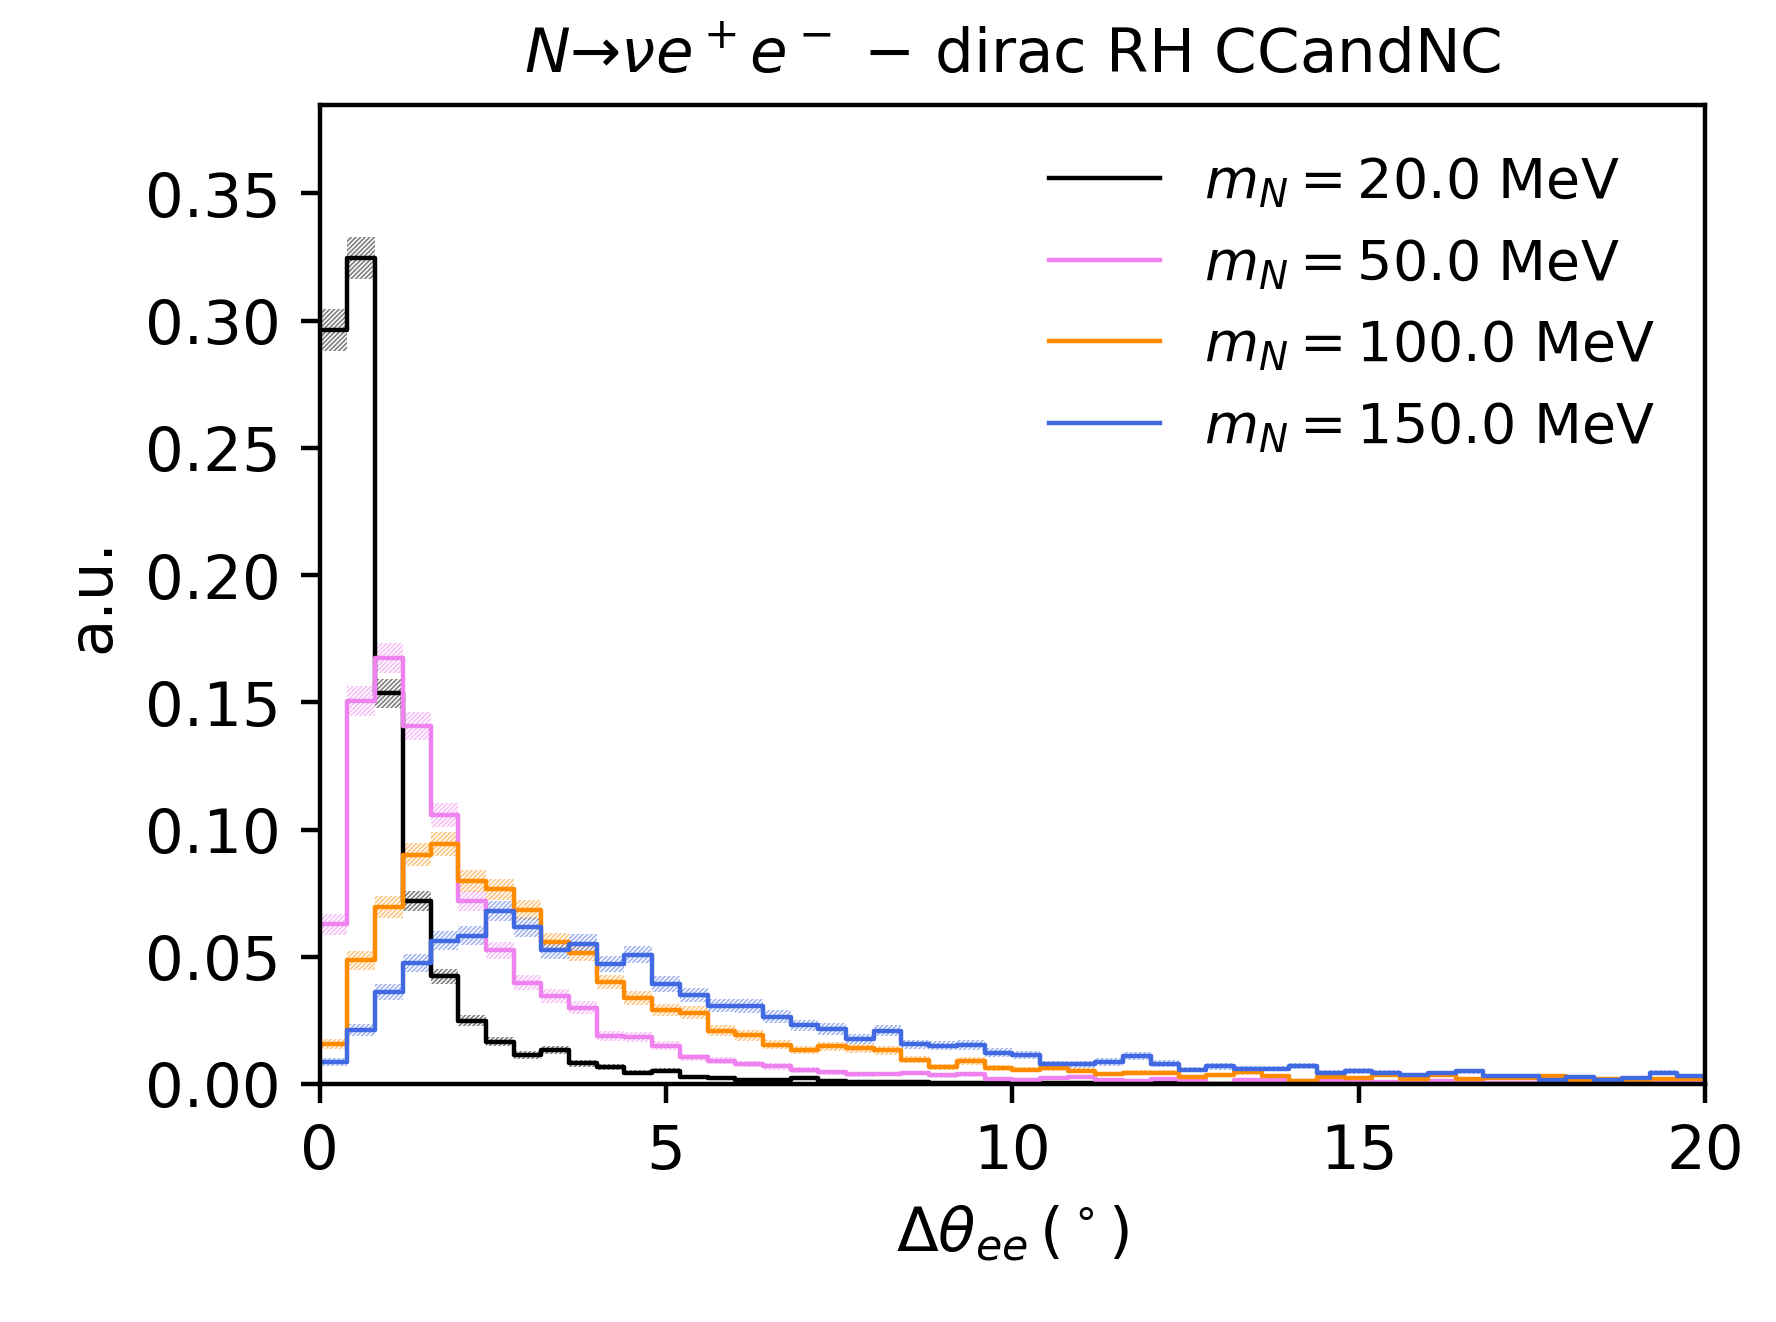 N→νe⁺e⁻ − dirac RH CCandNC
m_N = 20.0 MeV
m_N = 50.0 MeV
m_N = 100.0 MeV
m_N = 150.0 MeV
0.35
0.30
0.25
0.20
0.15
0.10
0.05
0.00
a.u.
0 5 10 15 20
Δθ_ee (°)